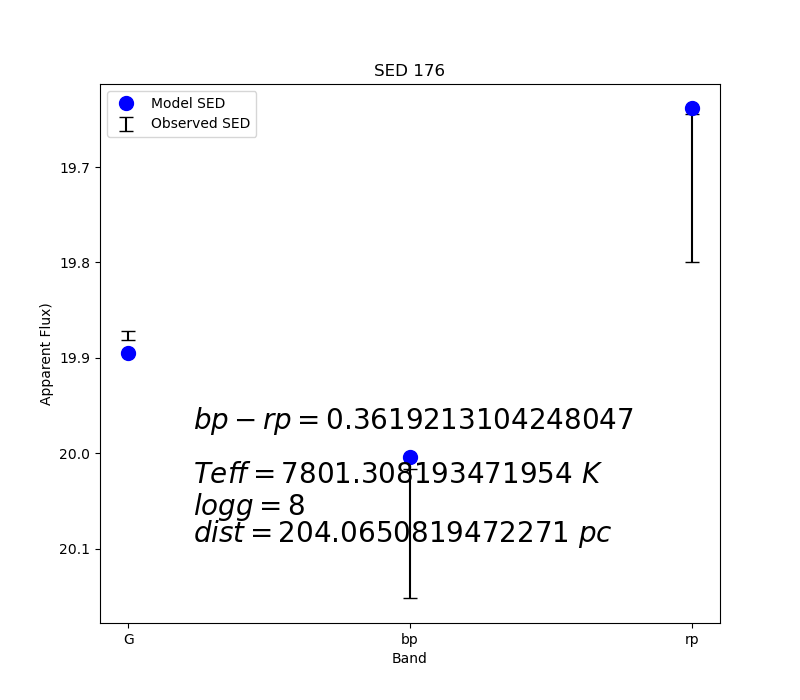 SED 176
Model SED
Observed SED
19.7
19.8
19.9
20.0
20.1
Apparent Flux)
bp − rp = 0.3619213104248047
Teff = 7801.308193471954 K
logg = 8
dist = 204.0650819472271 pc
G bp rp
Band